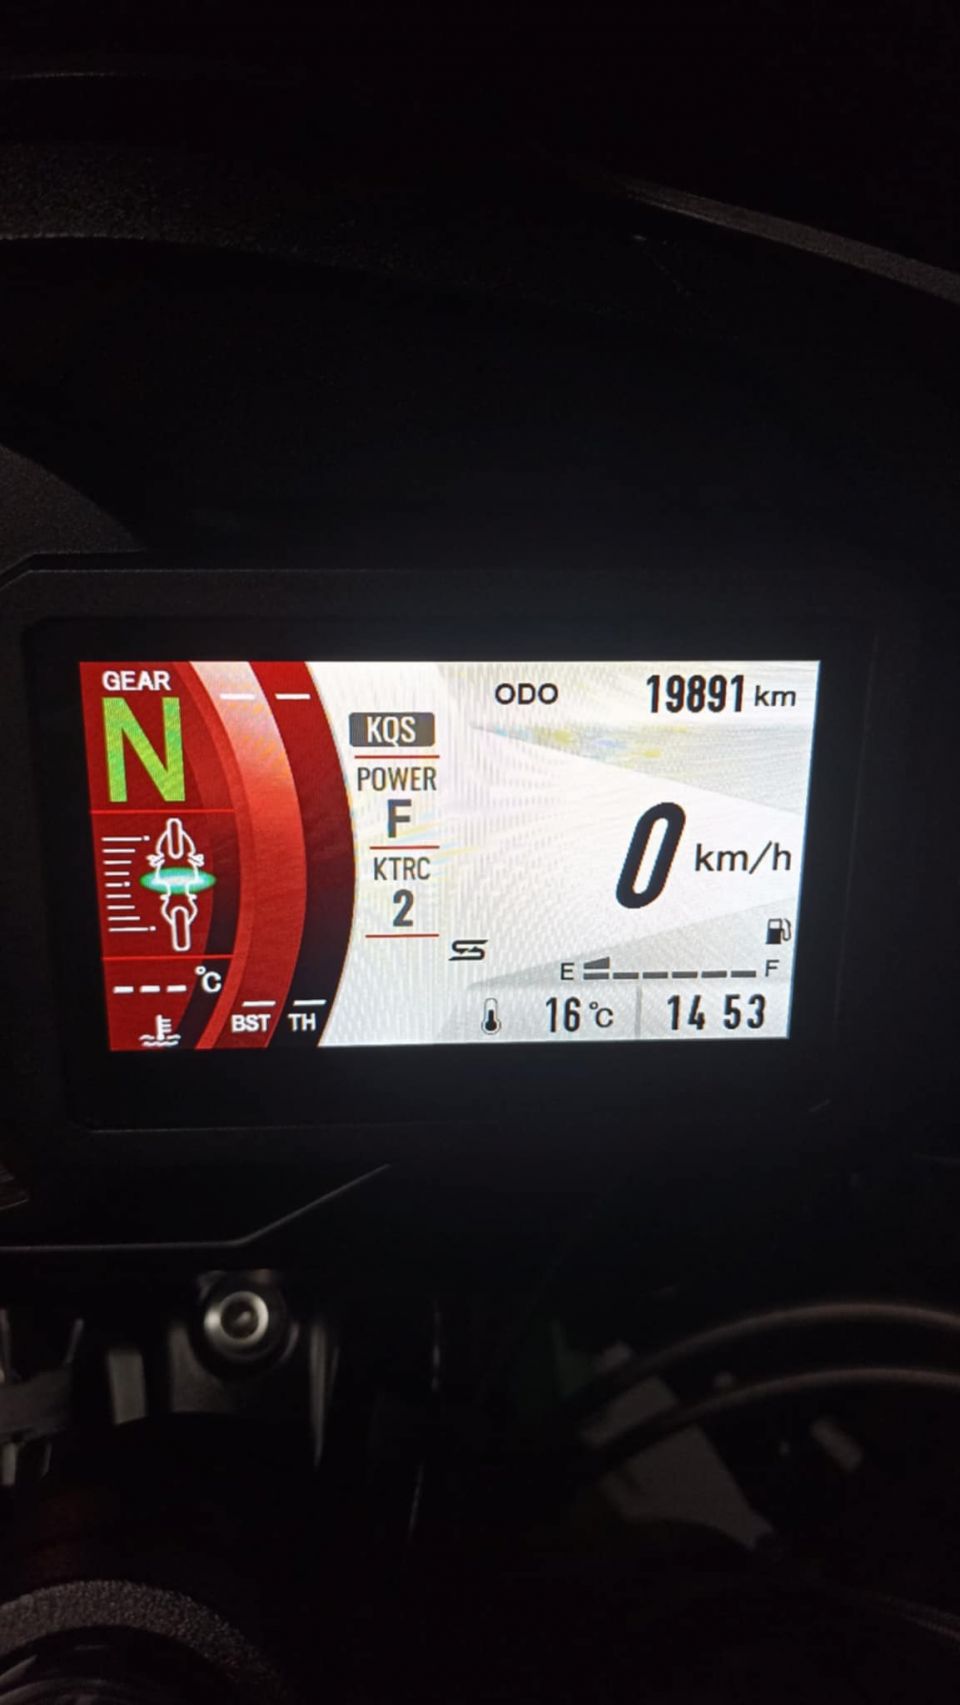 GEAR
N
ODO 19891 km
KQS
POWER
F
KTRC
2
0 km/h
E F
---°C
BST TH
16°C 14 53